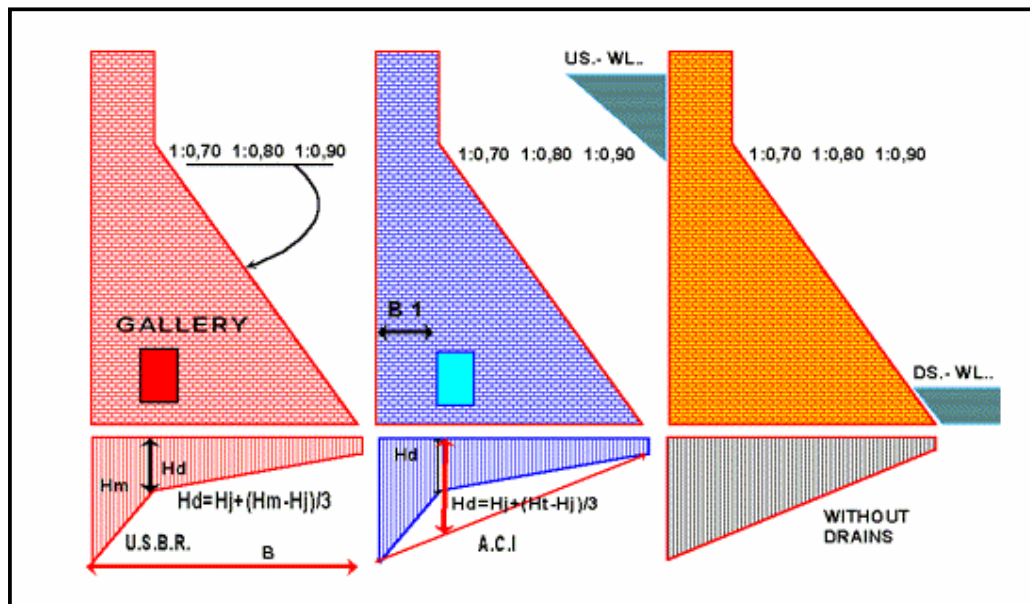 US.- WL..
1:0,70 1:0,80 1:0,90
1:0,70 1:0,80 1:0,90
1:0,70 1:0,80 1:0,90
GALLERY
B 1
DS.- WL..
Hd
Hm
Hd=Hj+(Hm-Hj)/3
U.S.B.R.
B
Hd
Hd=Hj+(Ht-Hj)/3
A.C.I
WITHOUT
DRAINS